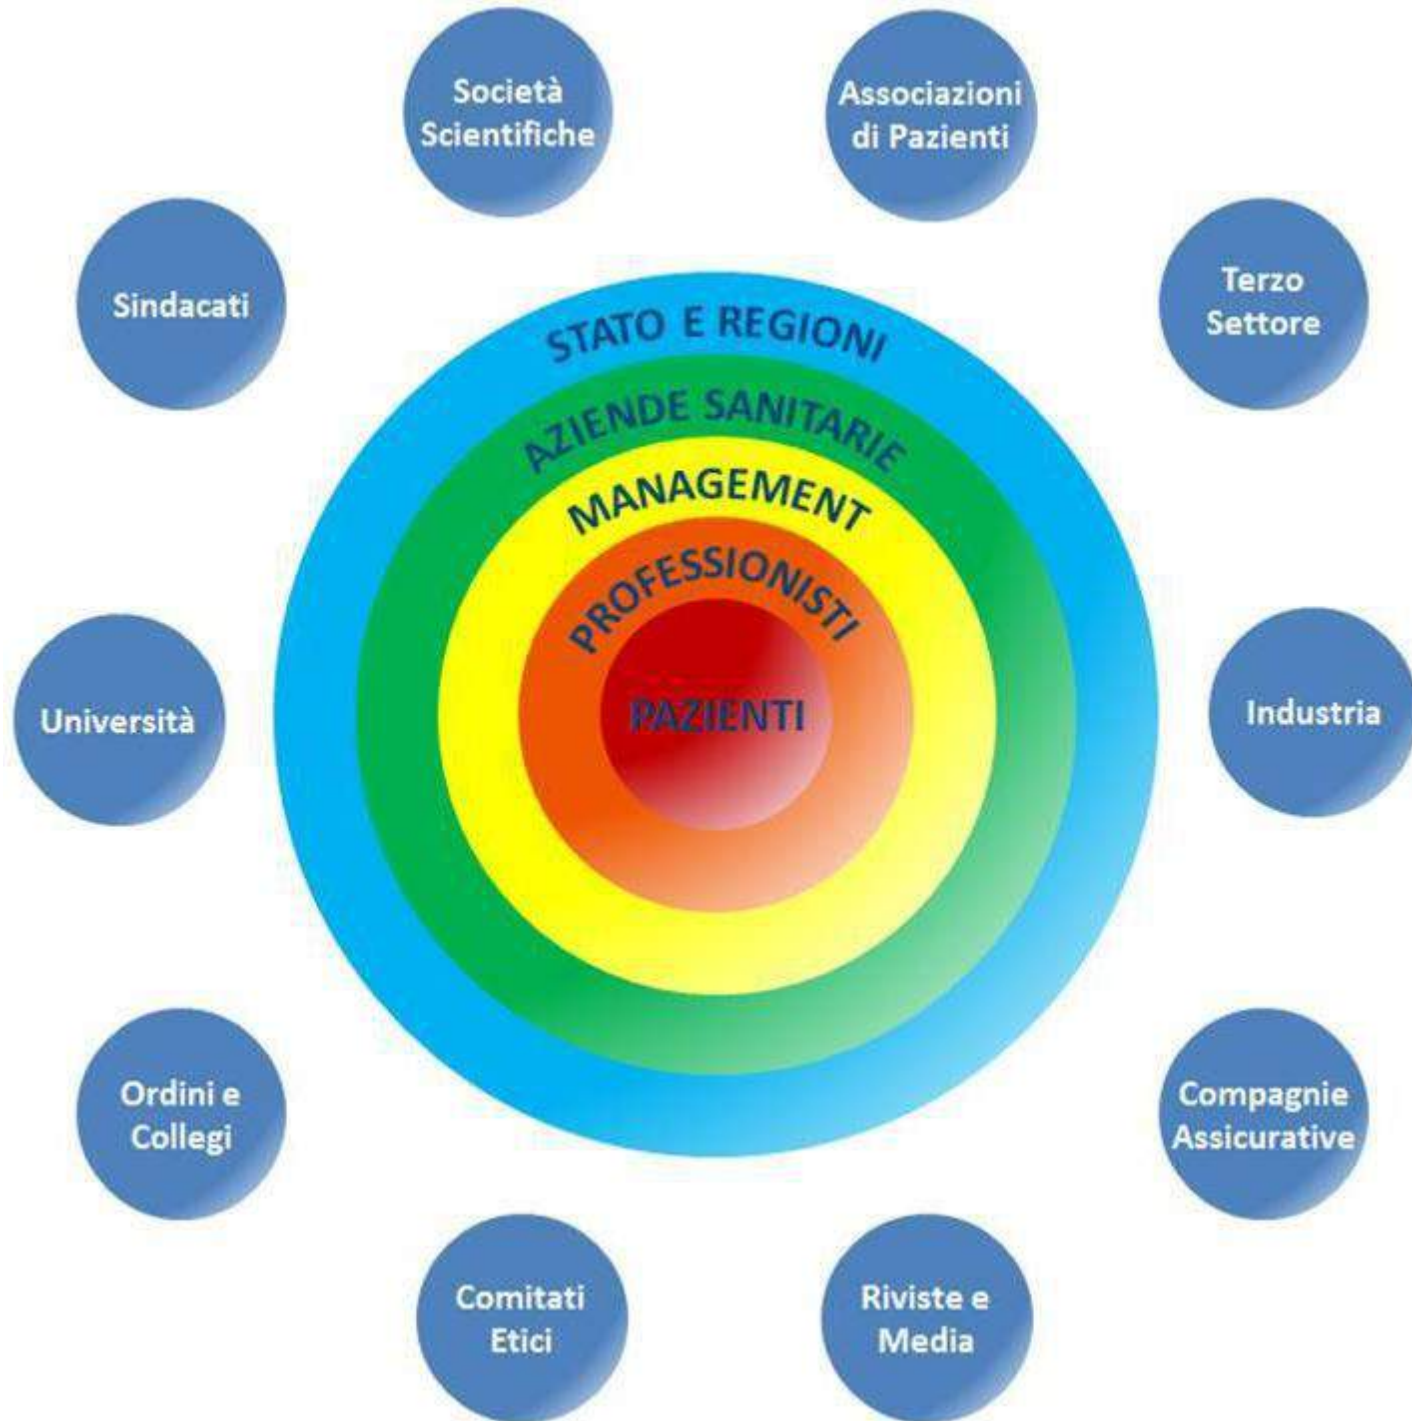 Società
Scientifiche
Associazioni
di Pazienti
Sindacati
Terzo
Settore
STATO E REGIONI
AZIENDE SANITARIE
MANAGEMENT
PROFESSIONISTI
PAZIENTI
Università
Industria
Ordini e
Collegi
Compagnie
Assicurative
Comitati
Etici
Riviste e
Media